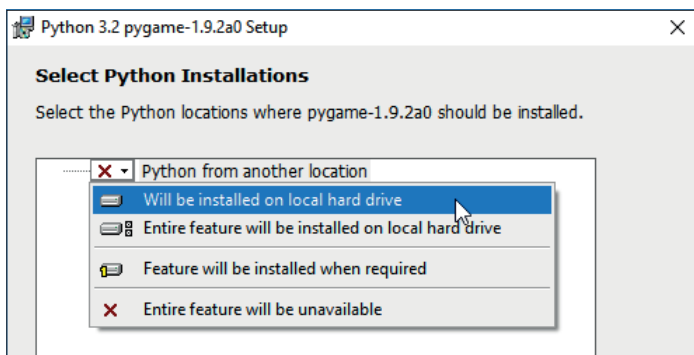 Python 3.2 pygame-1.9.2a0 Setup
Select Python Installations
Select the Python locations where pygame-1.9.2a0 should be installed.
Python from another location
Will be installed on local hard drive
Entire feature will be installed on local hard drive
Feature will be installed when required
Entire feature will be unavailable